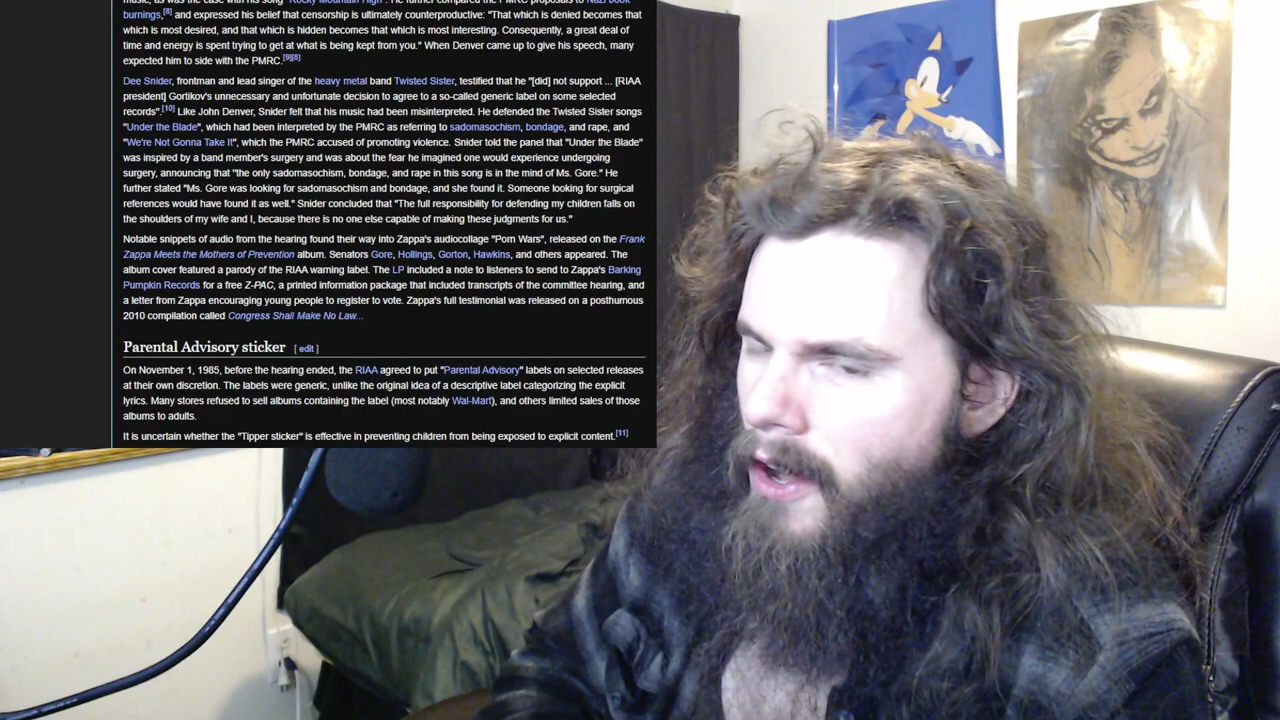 music, as was the case with his song "Rocky Mountain High". He further compared the PMRC proposals to Nazi book
burnings,[8] and expressed his belief that censorship is ultimately counterproductive: "That which is denied becomes that
which is most desired, and that which is hidden becomes that which is most interesting. Consequently, a great deal of
time and energy is spent trying to get at what is being kept from you." When Denver came up to give his speech, many
expected him to side with the PMRC.[9][8]
Dee Snider, frontman and lead singer of the heavy metal band Twisted Sister, testified that he "[did] not support ... [RIAA
president] Gortikov's unnecessary and unfortunate decision to agree to a so-called generic label on some selected
records".[10] Like John Denver, Snider felt that his music had been misinterpreted. He defended the Twisted Sister songs
"Under the Blade", which had been interpreted by the PMRC as referring to sadomasochism, bondage, and rape, and
"We're Not Gonna Take It", which the PMRC accused of promoting violence. Snider told the panel that "Under the Blade"
was inspired by a band member's surgery and was about the fear he imagined one would experience undergoing
surgery, announcing that "the only sadomasochism, bondage, and rape in this song is in the mind of Ms. Gore." He
further stated "Ms. Gore was looking for sadomasochism and bondage, and she found it. Someone looking for surgical
references would have found it as well." Snider concluded that "The full responsibility for defending my children falls on
the shoulders of my wife and I, because there is no one else capable of making these judgments for us."
Notable snippets of audio from the hearing found their way into Zappa's audiocollage "Porn Wars", released on the Frank
Zappa Meets the Mothers of Prevention album. Senators Gore, Hollings, Gorton, Hawkins, and others appeared. The
album cover featured a parody of the RIAA warning label. The LP included a note to listeners to send to Zappa's Barking
Pumpkin Records for a free Z-PAC, a printed information package that included transcripts of the committee hearing, and
a letter from Zappa encouraging young people to register to vote. Zappa's full testimonial was released on a posthumous
2010 compilation called Congress Shall Make No Law...
Parental Advisory sticker [ edit ]
On November 1, 1985, before the hearing ended, the RIAA agreed to put "Parental Advisory" labels on selected releases
at their own discretion. The labels were generic, unlike the original idea of a descriptive label categorizing the explicit
lyrics. Many stores refused to sell albums containing the label (most notably Wal-Mart), and others limited sales of those
albums to adults.
It is uncertain whether the "Tipper sticker" is effective in preventing children from being exposed to explicit content.[11]